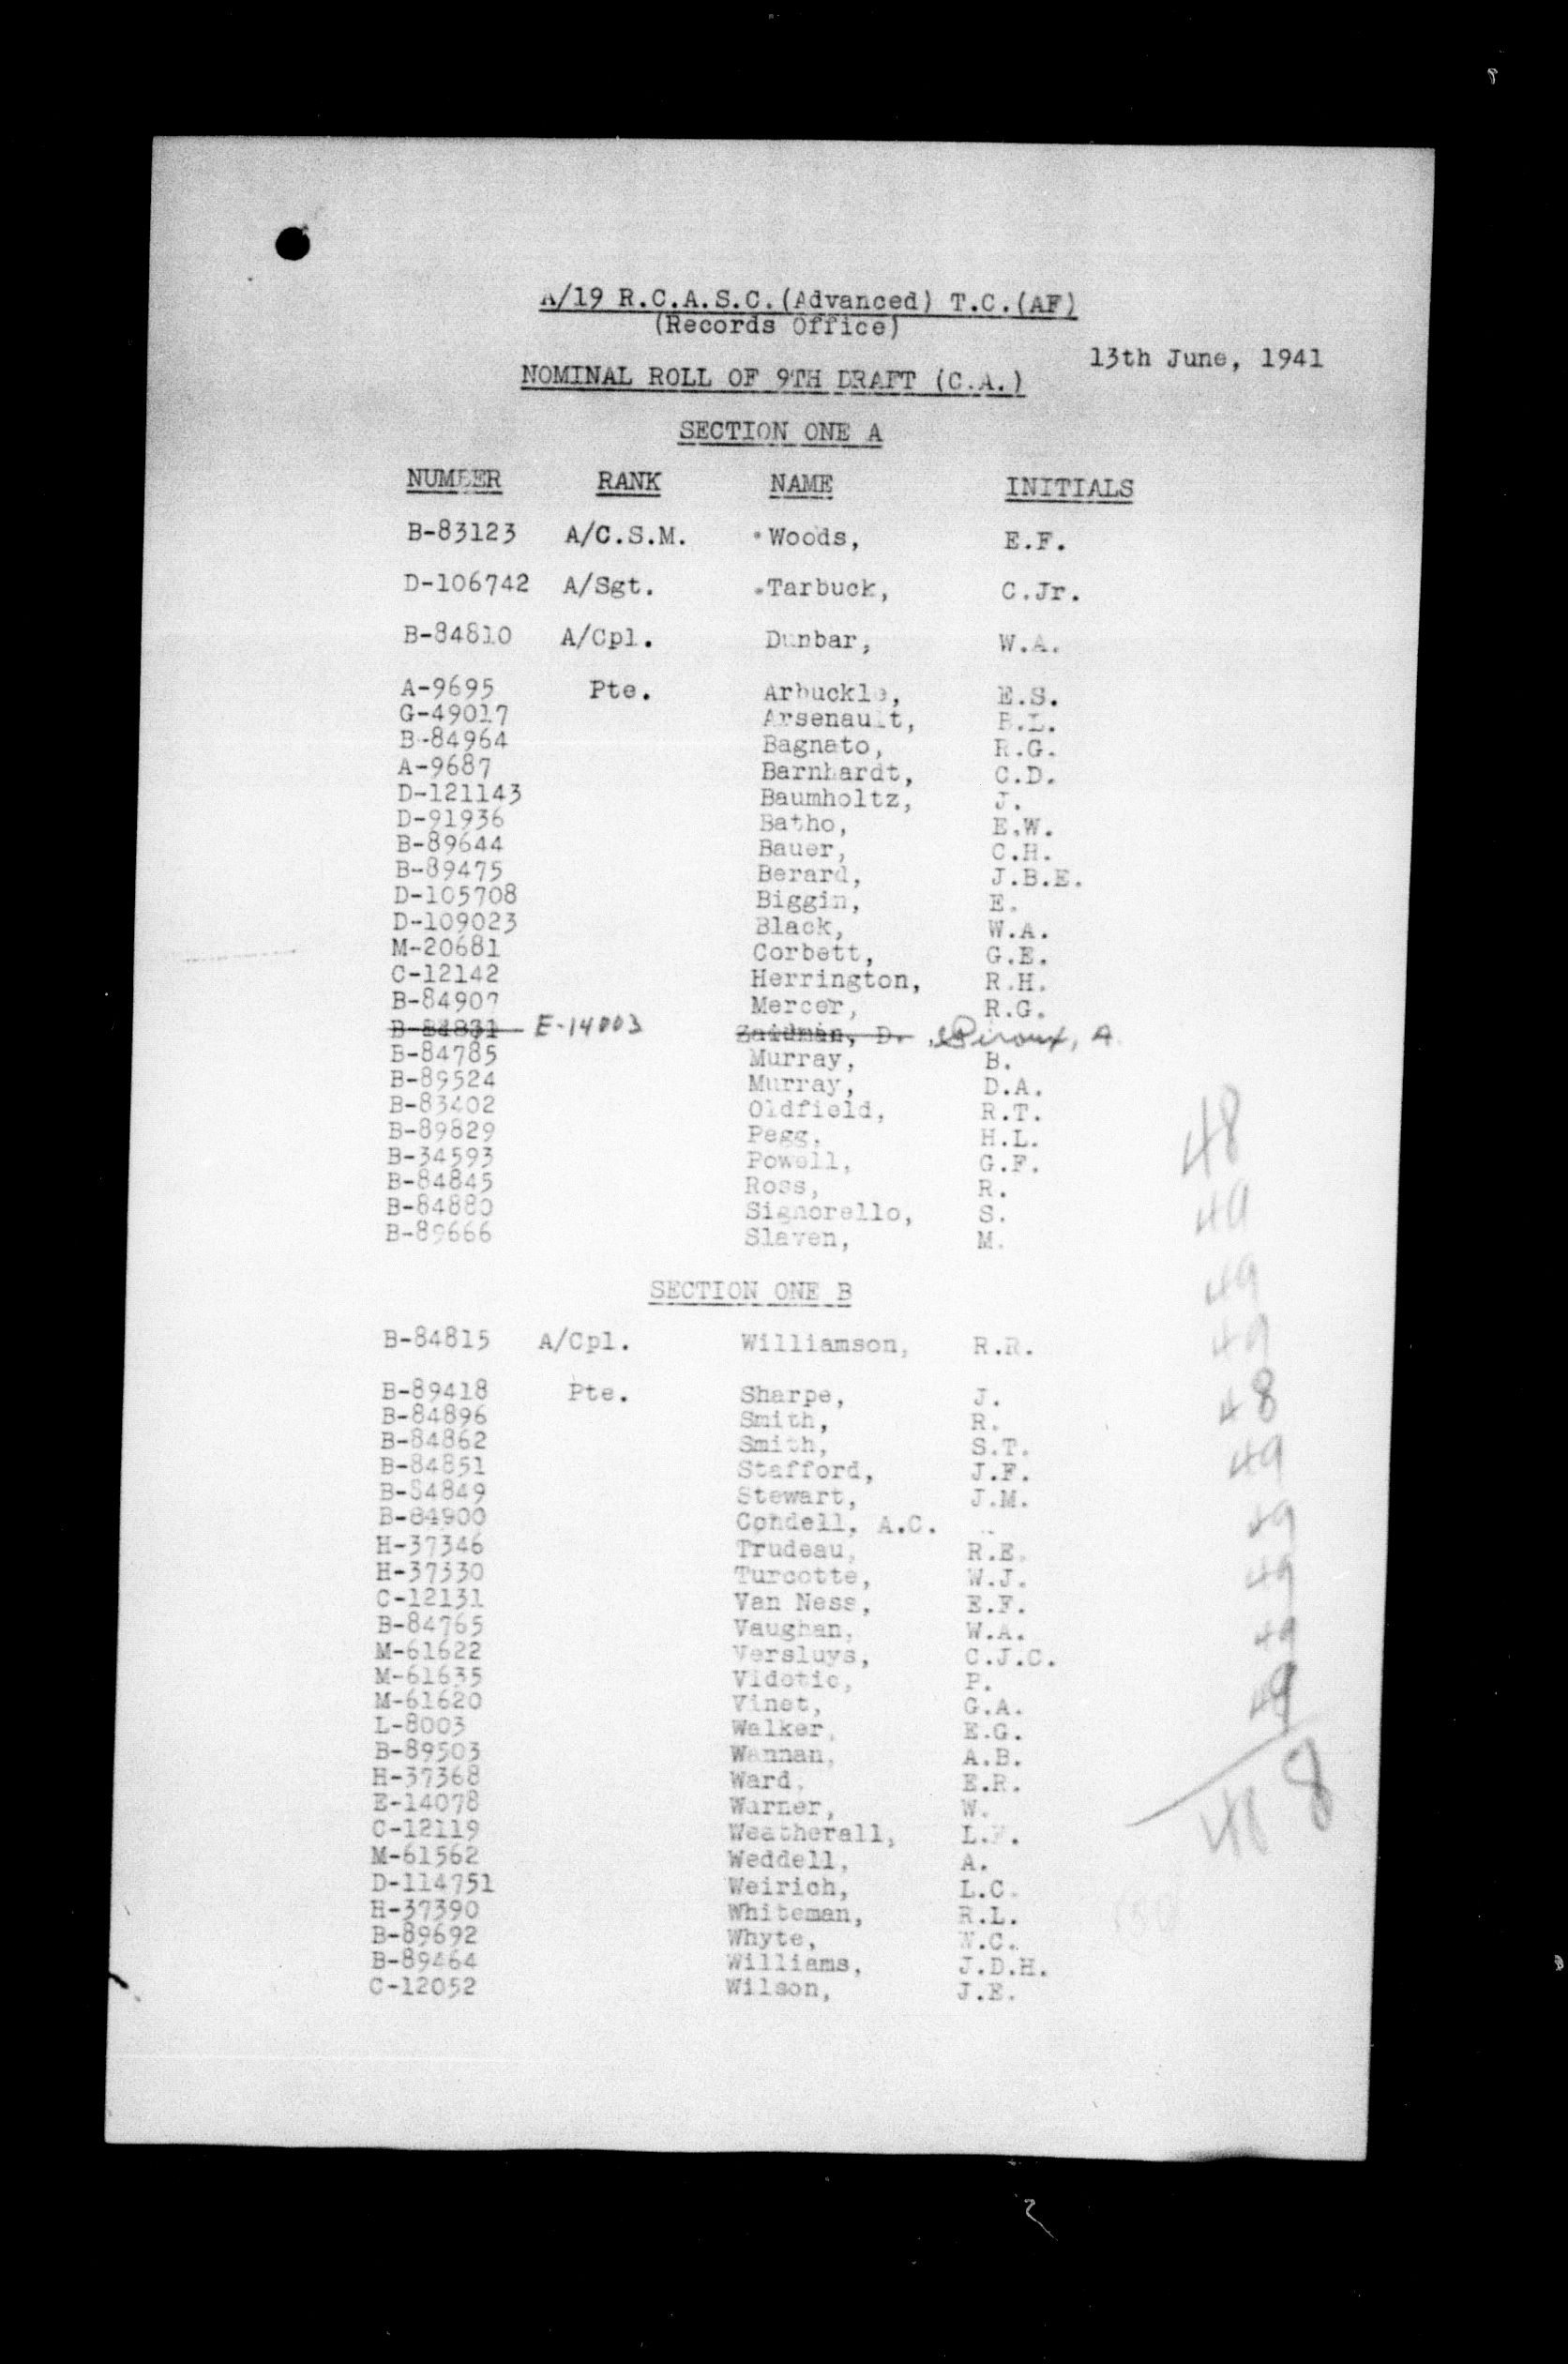 A/19 R.C.A.S.C.(Advanced) T.C.(AF)
(Records Office)
13th June, 1941
NOMINAL ROLL OF 9TH DRAFT (C.A.)
SECTION ONE A
NUMBER RANK NAME INITIALS
B-83123 A/C.S.M. Woods, E.F.
D-106742 A/Sgt. Tarbuck, C.Jr.
B-84810 A/Cpl. Dunbar, W.A.
A-9695 Pte. Arbuckle, E.S.
G-49017 Arsenault, B.L.
B-84964 Bagnato, R.G.
A-9687 Barnhardt, C.D.
D-121143 Baumholtz, J.
D-91936 Batho, E.W.
B-89644 Bauer, C.H.
B-89475 Berard, J.B.E.
D-105708 Biggin, E.
D-109023 Black, W.A.
M-20681 Corbett, G.E.
C-12142 Herrington, R.H.
B-84907 Mercer, R.G.
B-84831 E-14003 Zaidman, D. , A.
B-84785 Murray, B.
B-89524 Murray, D.A.
B-83402 Oldfield, R.T.
B-89829 Pegg, H.L.
B-34593 Powell, G.F.
B-84845 Ross, R.
B-84880 Signorello, S.
B-89666 Slaven, M.
48
49
49
49
48
49
49
49
49
49
48 8
SECTION ONE B
B-84815 A/Cpl. Williamson, R.R.
B-89418 Pte. Sharpe, J.
B-84896 Smith, R.
B-84862 Smith, S.T.
B-84851 Stafford, J.F.
B-84849 Stewart, J.M.
B-84900 Condell, A.C.
H-37346 Trudeau, R.E.
H-37330 Turcotte, W.J.
C-12131 Van Ness, E.F.
B-84765 Vaughan, W.A.
M-61622 Versluys, C.J.C.
M-61635 Vidotic, P.
M-61620 Vinet, G.A.
L-8003 Walker, E.G.
B-89503 Wannan, A.B.
H-37368 Ward, E.R.
E-14078 Warner, W.
C-12119 Weatherall, L.F.
M-61562 Weddell, A.
D-114751 Weirich, L.C.
H-37390 Whiteman, R.L.
B-89692 Whyte, W.C.
B-89464 Williams, J.D.H.
C-12052 Wilson, J.E.